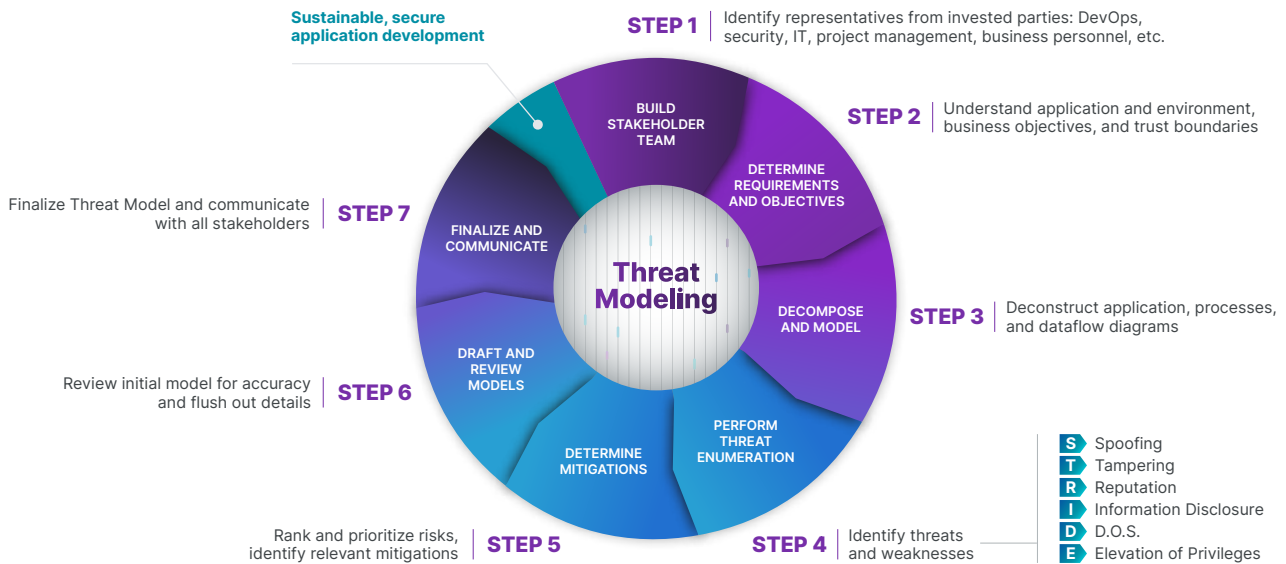 Sustainable, secure
application development
STEP 1
Identify representatives from invested parties: DevOps,
security, IT, project management, business personnel, etc.
BUILD
STAKEHOLDER
TEAM
STEP 2
Understand application and environment,
business objectives, and trust boundaries
DETERMINE
REQUIREMENTS
AND OBJECTIVES
Finalize Threat Model and communicate
with all stakeholders
STEP 7
FINALIZE AND
COMMUNICATE
Threat
Modeling
DECOMPOSE
AND MODEL
STEP 3
Deconstruct application, processes,
and dataflow diagrams
Review initial model for accuracy
and flush out details
STEP 6
DRAFT AND
REVIEW
MODELS
PERFORM
THREAT
ENUMERATION
DETERMINE
MITIGATIONS
Rank and prioritize risks,
identify relevant mitigations
STEP 5
STEP 4
Identify threats
and weaknesses
S Spoofing
T Tampering
R Reputation
I Information Disclosure
D D.O.S.
E Elevation of Privileges